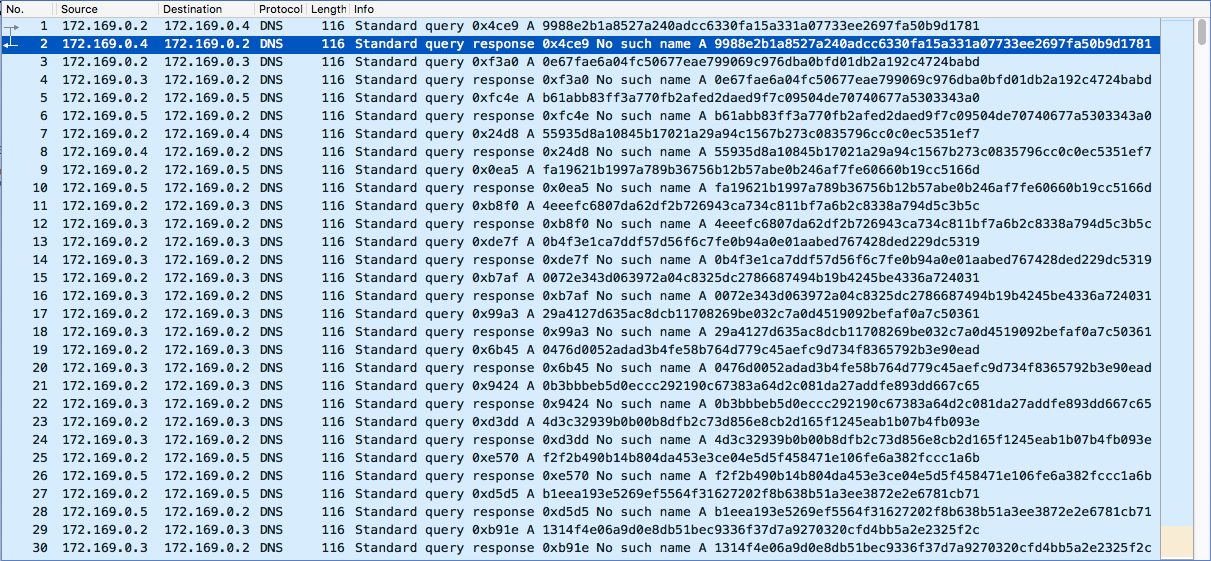 No. Source Destination Protocol Length Info
1 172.169.0.2 172.169.0.4 DNS 116 Standard query 0x4ce9 A 9988e2b1a8527a240adcc6330fa15a331a07733ee2697fa50b9d1781
2 172.169.0.4 172.169.0.2 DNS 116 Standard query response 0x4ce9 No such name A 9988e2b1a8527a240adcc6330fa15a331a07733ee2697fa50b9d1781
3 172.169.0.2 172.169.0.3 DNS 116 Standard query 0xf3a0 A 0e67fae6a04fc50677eae799069c976dba0bfd01db2a192c4724babd
4 172.169.0.3 172.169.0.2 DNS 116 Standard query response 0xf3a0 No such name A 0e67fae6a04fc50677eae799069c976dba0bfd01db2a192c4724babd
5 172.169.0.2 172.169.0.5 DNS 116 Standard query 0xfc4e A b61abb83ff3a770fb2afed2daed9f7c09504de70740677a5303343a0
6 172.169.0.5 172.169.0.2 DNS 116 Standard query response 0xfc4e No such name A b61abb83ff3a770fb2afed2daed9f7c09504de70740677a5303343a0
7 172.169.0.2 172.169.0.4 DNS 116 Standard query 0x24d8 A 55935d8a10845b17021a29a94c1567b273c0835796cc0c0ec5351ef7
8 172.169.0.4 172.169.0.2 DNS 116 Standard query response 0x24d8 No such name A 55935d8a10845b17021a29a94c1567b273c0835796cc0c0ec5351ef7
9 172.169.0.2 172.169.0.5 DNS 116 Standard query 0x0ea5 A fa19621b1997a789b36756b12b57abe0b246af7fe60660b19cc5166d
10 172.169.0.5 172.169.0.2 DNS 116 Standard query response 0x0ea5 No such name A fa19621b1997a789b36756b12b57abe0b246af7fe60660b19cc5166d
11 172.169.0.2 172.169.0.3 DNS 116 Standard query 0xb8f0 A 4eeefc6807da62df2b726943ca734c811bf7a6b2c8338a794d5c3b5c
12 172.169.0.3 172.169.0.2 DNS 116 Standard query response 0xb8f0 No such name A 4eeefc6807da62df2b726943ca734c811bf7a6b2c8338a794d5c3b5c
13 172.169.0.2 172.169.0.3 DNS 116 Standard query 0xde7f A 0b4f3e1ca7ddf57d56f6c7fe0b94a0e01aabed767428ded229dc5319
14 172.169.0.3 172.169.0.2 DNS 116 Standard query response 0xde7f No such name A 0b4f3e1ca7ddf57d56f6c7fe0b94a0e01aabed767428ded229dc5319
15 172.169.0.2 172.169.0.3 DNS 116 Standard query 0xb7af A 0072e343d063972a04c8325dc2786687494b19b4245be4336a724031
16 172.169.0.3 172.169.0.2 DNS 116 Standard query response 0xb7af No such name A 0072e343d063972a04c8325dc2786687494b19b4245be4336a724031
17 172.169.0.2 172.169.0.3 DNS 116 Standard query 0x99a3 A 29a4127d635ac8dcb11708269be032c7a0d4519092befaf0a7c50361
18 172.169.0.3 172.169.0.2 DNS 116 Standard query response 0x99a3 No such name A 29a4127d635ac8dcb11708269be032c7a0d4519092befaf0a7c50361
19 172.169.0.2 172.169.0.3 DNS 116 Standard query 0x6b45 A 0476d0052adad3b4fe58b764d779c45aefc9d734f8365792b3e90ead
20 172.169.0.3 172.169.0.2 DNS 116 Standard query response 0x6b45 No such name A 0476d0052adad3b4fe58b764d779c45aefc9d734f8365792b3e90ead
21 172.169.0.2 172.169.0.3 DNS 116 Standard query 0x9424 A 0b3bbbeb5d0eccc292190c67383a64d2c081da27addfe893dd667c65
22 172.169.0.3 172.169.0.2 DNS 116 Standard query response 0x9424 No such name A 0b3bbbeb5d0eccc292190c67383a64d2c081da27addfe893dd667c65
23 172.169.0.2 172.169.0.3 DNS 116 Standard query 0xd3dd A 4d3c32939b0b00b8dfb2c73d856e8cb2d165f1245eab1b07b4fb093e
24 172.169.0.3 172.169.0.2 DNS 116 Standard query response 0xd3dd No such name A 4d3c32939b0b00b8dfb2c73d856e8cb2d165f1245eab1b07b4fb093e
25 172.169.0.2 172.169.0.5 DNS 116 Standard query 0xe570 A f2f2b490b14b804da453e3ce04e5d5f458471e106fe6a382fccc1a6b
26 172.169.0.5 172.169.0.2 DNS 116 Standard query response 0xe570 No such name A f2f2b490b14b804da453e3ce04e5d5f458471e106fe6a382fccc1a6b
27 172.169.0.2 172.169.0.5 DNS 116 Standard query 0xd5d5 A b1eea193e5269ef5564f31627202f8b638b51a3ee3872e2e6781cb71
28 172.169.0.5 172.169.0.2 DNS 116 Standard query response 0xd5d5 No such name A b1eea193e5269ef5564f31627202f8b638b51a3ee3872e2e6781cb71
29 172.169.0.2 172.169.0.3 DNS 116 Standard query 0xb91e A 1314f4e06a9d0e8db51bec9336f37d7a9270320cfd4bb5a2e2325f2c
30 172.169.0.3 172.169.0.2 DNS 116 Standard query response 0xb91e No such name A 1314f4e06a9d0e8db51bec9336f37d7a9270320cfd4bb5a2e2325f2c